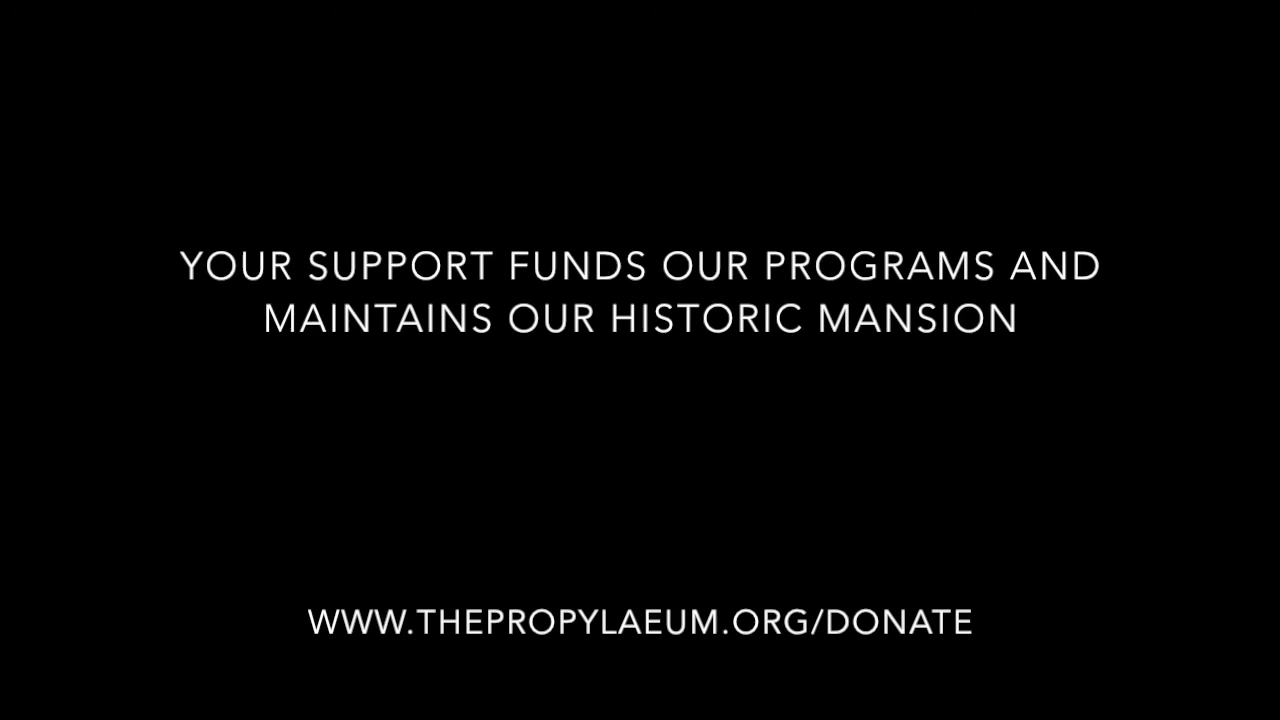 YOUR SUPPORT FUNDS OUR PROGRAMS AND
MAINTAINS OUR HISTORIC MANSION
WWW.THEPROPYLAEUM.ORG/DONATE